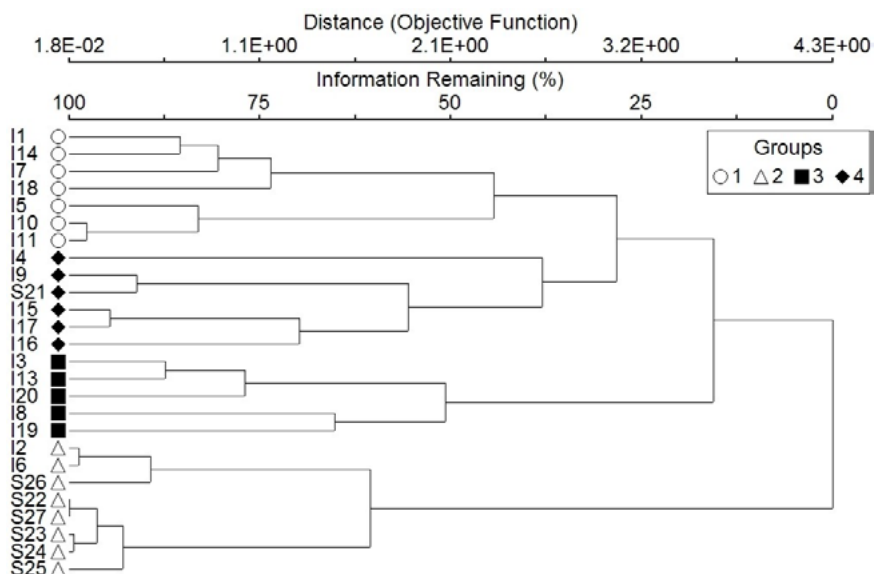 Distance (Objective Function)
1.8E-02 1.1E+00 2.1E+00 3.2E+00 4.3E+00
Information Remaining (%)
100 75 50 25 0
Groups
1 2 3 4
I1
I14
I7
I18
I5
I10
I11
I4
I9
S21
I15
I17
I16
I3
I13
I20
I8
I19
I2
I6
S26
S22
S27
S23
S24
S25